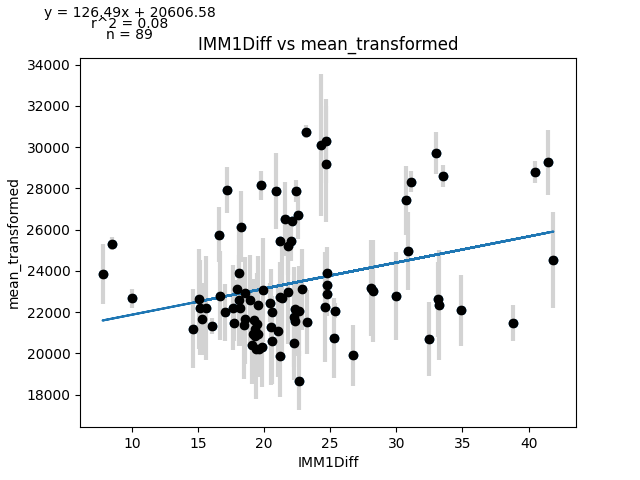 y = 126.49x + 20606.58
r^2 = 0.08
n = 89
IMM1Diff vs mean_transformed
34000
32000
30000
28000
26000
24000
22000
20000
18000
mean_transformed
10 15 20 25 30 35 40
IMM1Diff